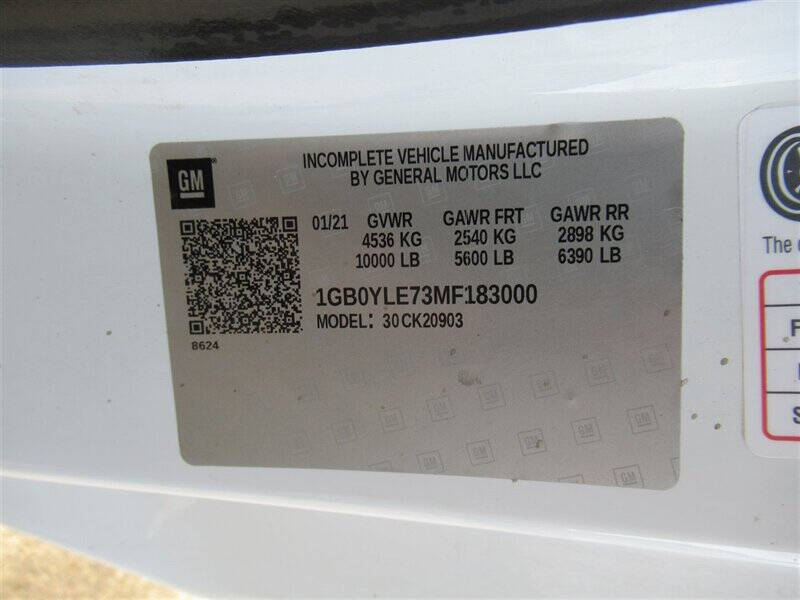 GM
INCOMPLETE VEHICLE MANUFACTURED
BY GENERAL MOTORS LLC
01/21 GVWR GAWR FRT GAWR RR
4536 KG 2540 KG 2898 KG
10000 LB 5600 LB 6390 LB
1GB0YLE73MF183000
MODEL: 30CK20903
8624
The